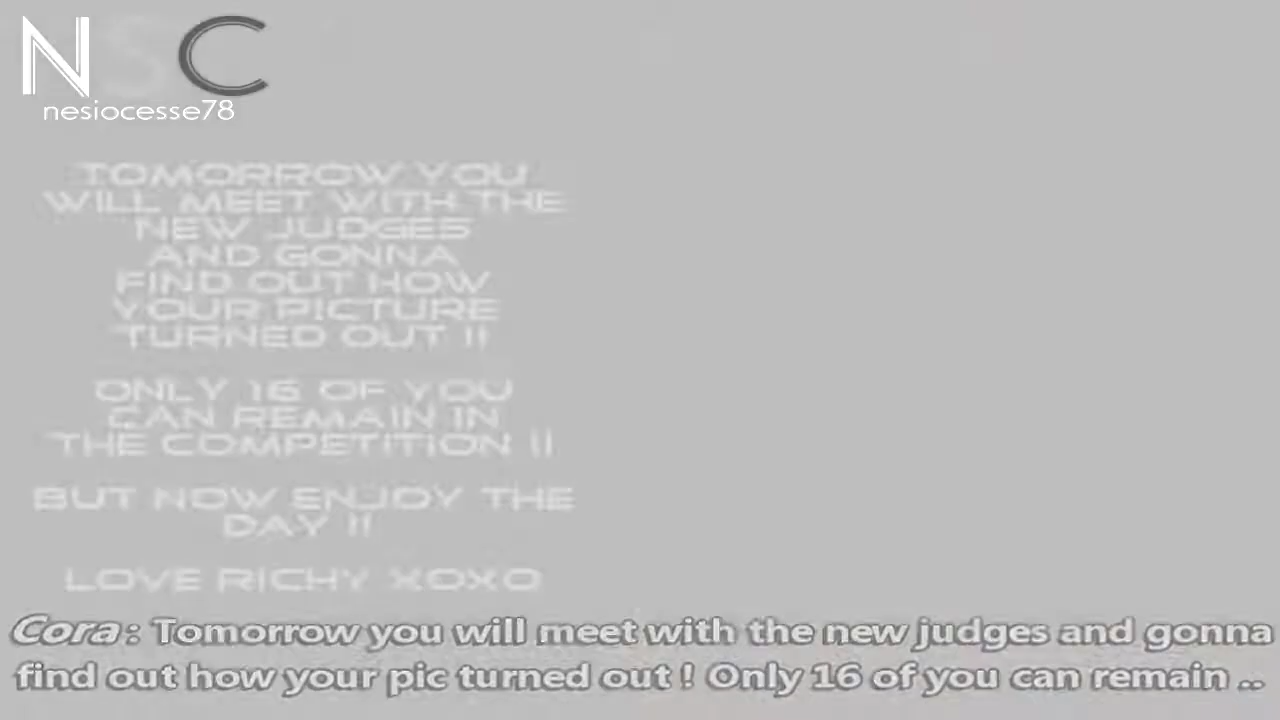 NSC
nesiocesse78
TOMORROW YOU
WILL MEET WITH THE
NEW JUDGES
AND GONNA
FIND OUT HOW
YOUR PICTURE
TURNED OUT !!
ONLY 16 OF YOU
CAN REMAIN IN
THE COMPETITION !!
BUT NOW ENJOY THE
DAY !!
LOVE RICHY XOXO
Cora : Tomorrow you will meet with the new judges and gonna
find out how your pic turned out ! Only 16 of you can remain ..